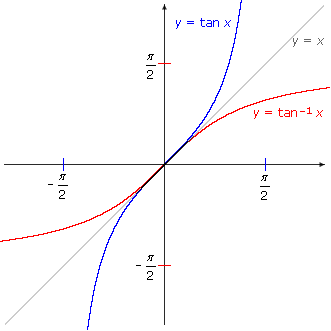 y = tan x
y = x
π/2
y = tan⁻¹ x
-π/2
π/2
-π/2